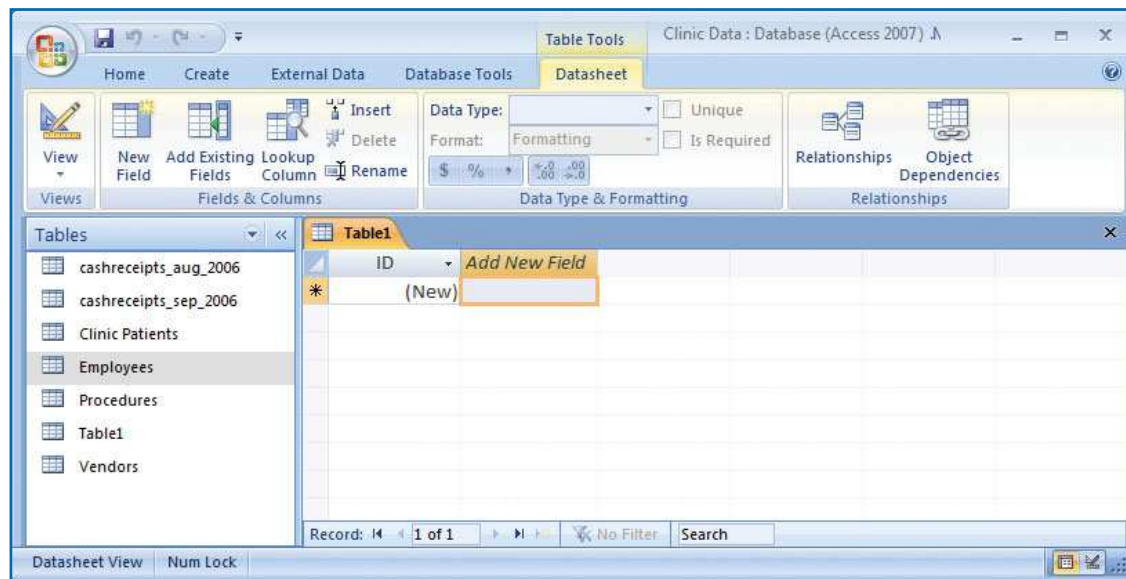 Table Tools Clinic Data : Database (Access 2007)
Home Create External Data Database Tools Datasheet
View
New Field
Add Existing Fields
Lookup Column
Insert
Delete
Rename
Data Type:
Format: Formatting
$ % ,
Unique
Is Required
Relationships
Object Dependencies
Views Fields & Columns Data Type & Formatting Relationships
Tables
cashreceipts_aug_2006
cashreceipts_sep_2006
Clinic Patients
Employees
Procedures
Table1
Vendors
Table1
ID Add New Field
(New)
Record: 1 of 1 No Filter Search
Datasheet View Num Lock